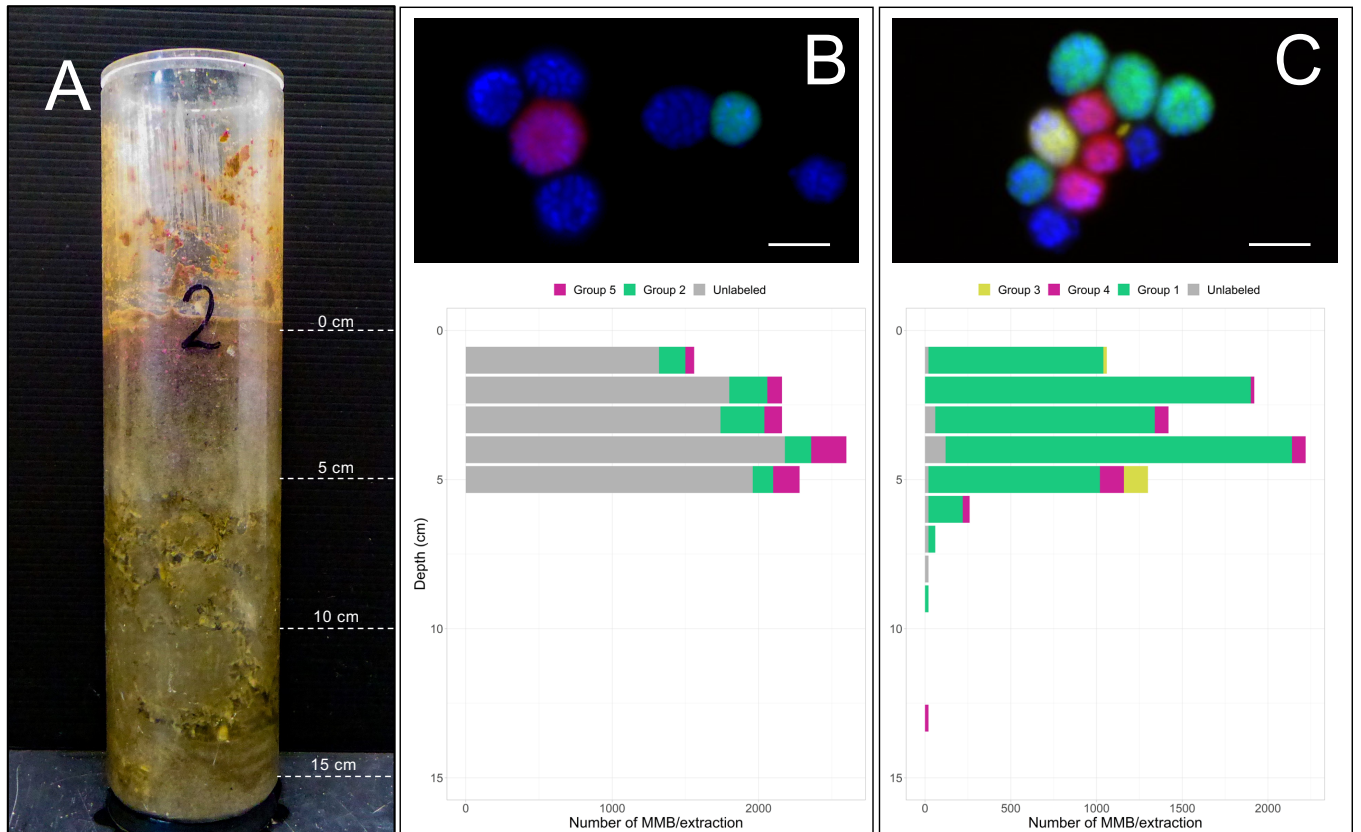 A
2
0 cm
5 cm
10 cm
15 cm
B
Group 5 Group 2 Unlabeled
0
5
10
15
Depth (cm)
0 1000 2000
Number of MMB/extraction
C
Group 3 Group 4 Group 1 Unlabeled
0
5
10
15
0 500 1000 1500 2000
Number of MMB/extraction